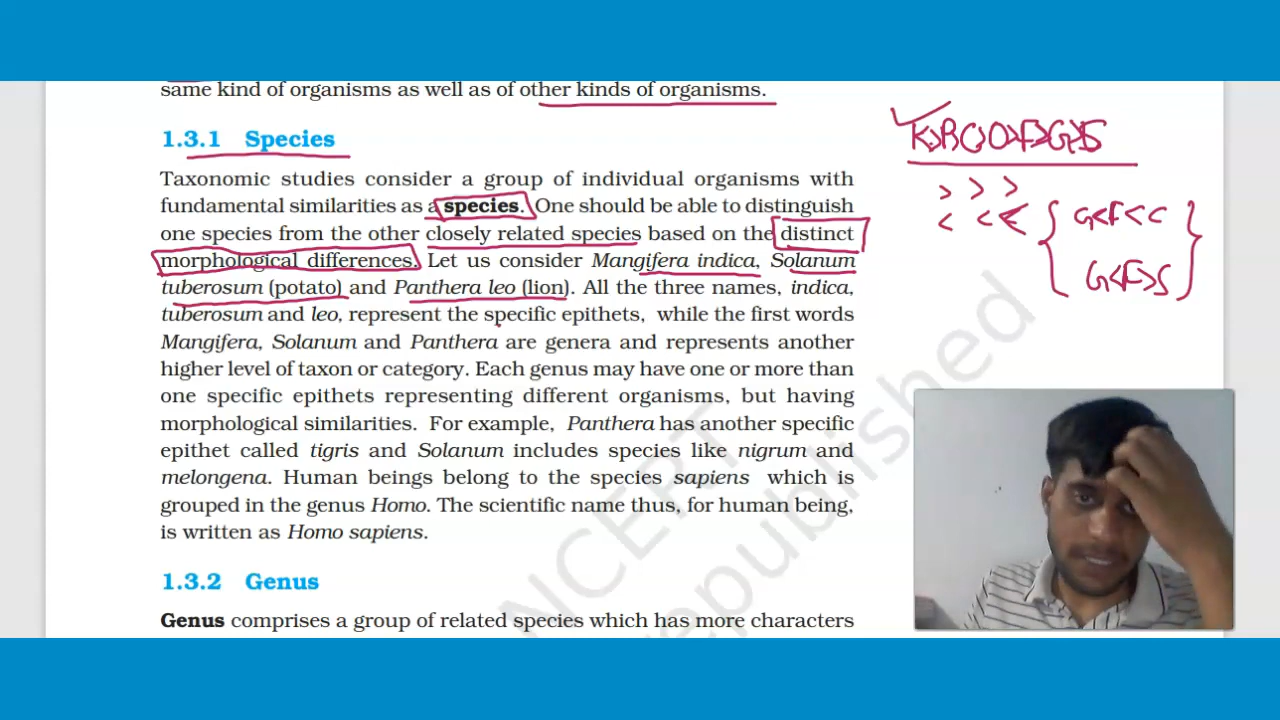 same kind of organisms as well as of other kinds of organisms.
1.3.1 Species
K>P>C>O>F>G>S
Taxonomic studies consider a group of individual organisms with
> > >
fundamental similarities as a species. One should be able to distinguish
< < <
G<F<C
one species from the other closely related species based on the distinct
morphological differences. Let us consider Mangifera indica, Solanum
G<F>S
tuberosum (potato) and Panthera leo (lion). All the three names, indica,
tuberosum and leo, represent the specific epithets, while the first words
Mangifera, Solanum and Panthera are genera and represents another
higher level of taxon or category. Each genus may have one or more than
one specific epithets representing different organisms, but having
morphological similarities. For example, Panthera has another specific
epithet called tigris and Solanum includes species like nigrum and
melongena. Human beings belong to the species sapiens which is
grouped in the genus Homo. The scientific name thus, for human being,
is written as Homo sapiens.
1.3.2 Genus
Genus comprises a group of related species which has more characters
NCERT
republished